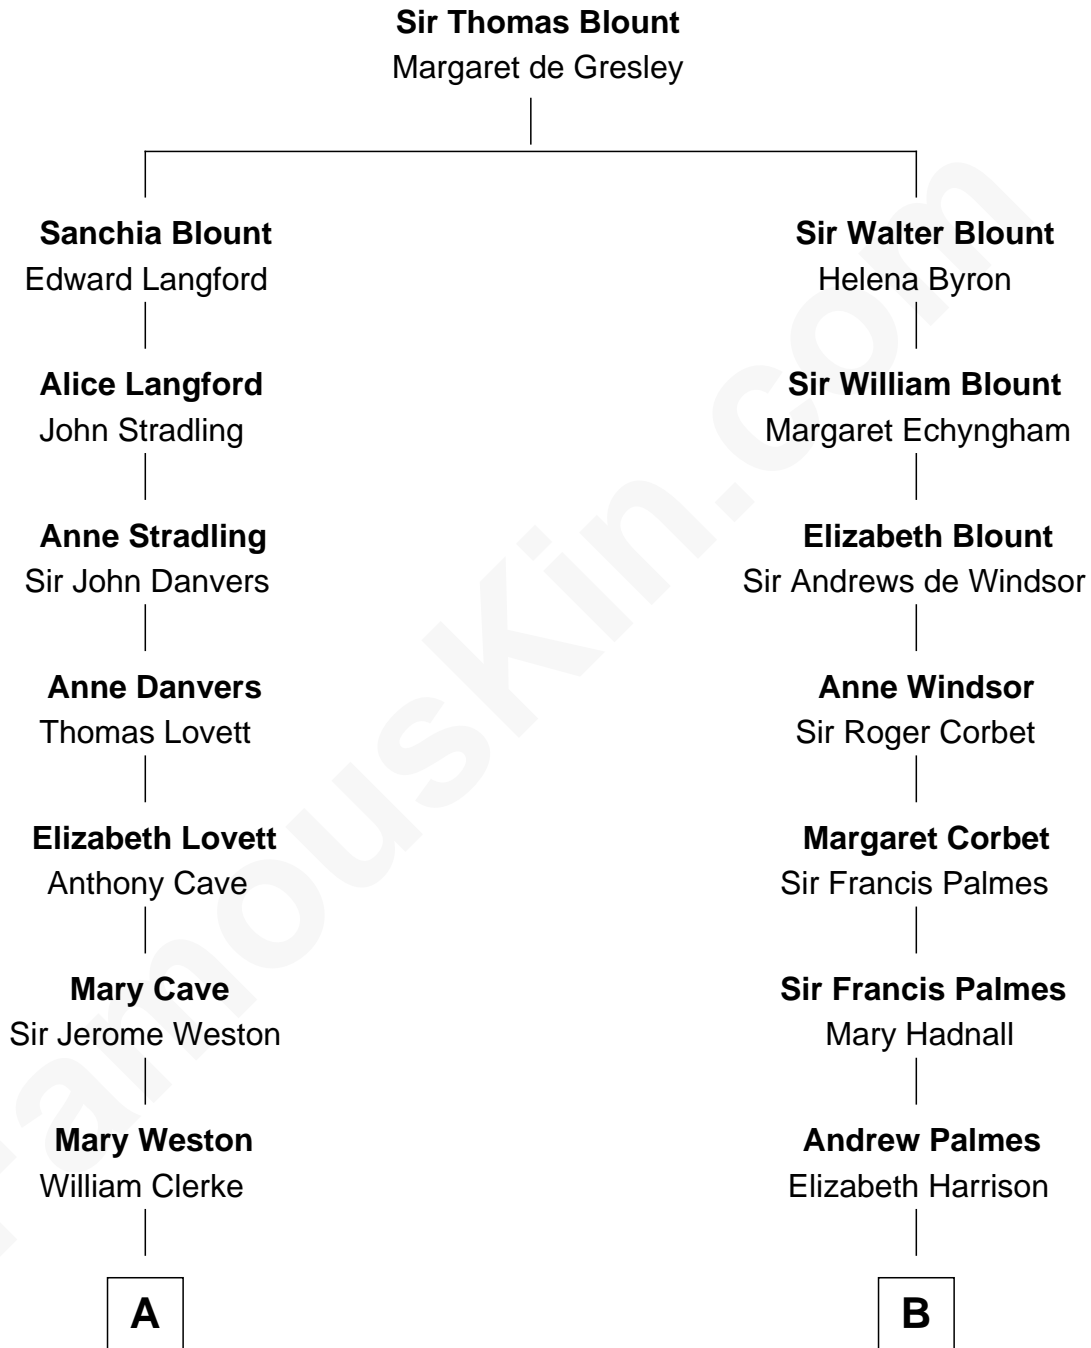 Sir Thomas Blount
Margaret de Gresley
Sanchia Blount
Edward Langford
Sir Walter Blount
Helena Byron
Alice Langford
John Stradling
Sir William Blount
Margaret Echyngham
Anne Stradling
Sir John Danvers
Elizabeth Blount
Sir Andrews de Windsor
Anne Danvers
Thomas Lovett
Anne Windsor
Sir Roger Corbet
Elizabeth Lovett
Anthony Cave
Margaret Corbet
Sir Francis Palmes
Mary Cave
Sir Jerome Weston
Sir Francis Palmes
Mary Hadnall
Mary Weston
William Clerke
Andrew Palmes
Elizabeth Harrison
A
B
FamousKin.com